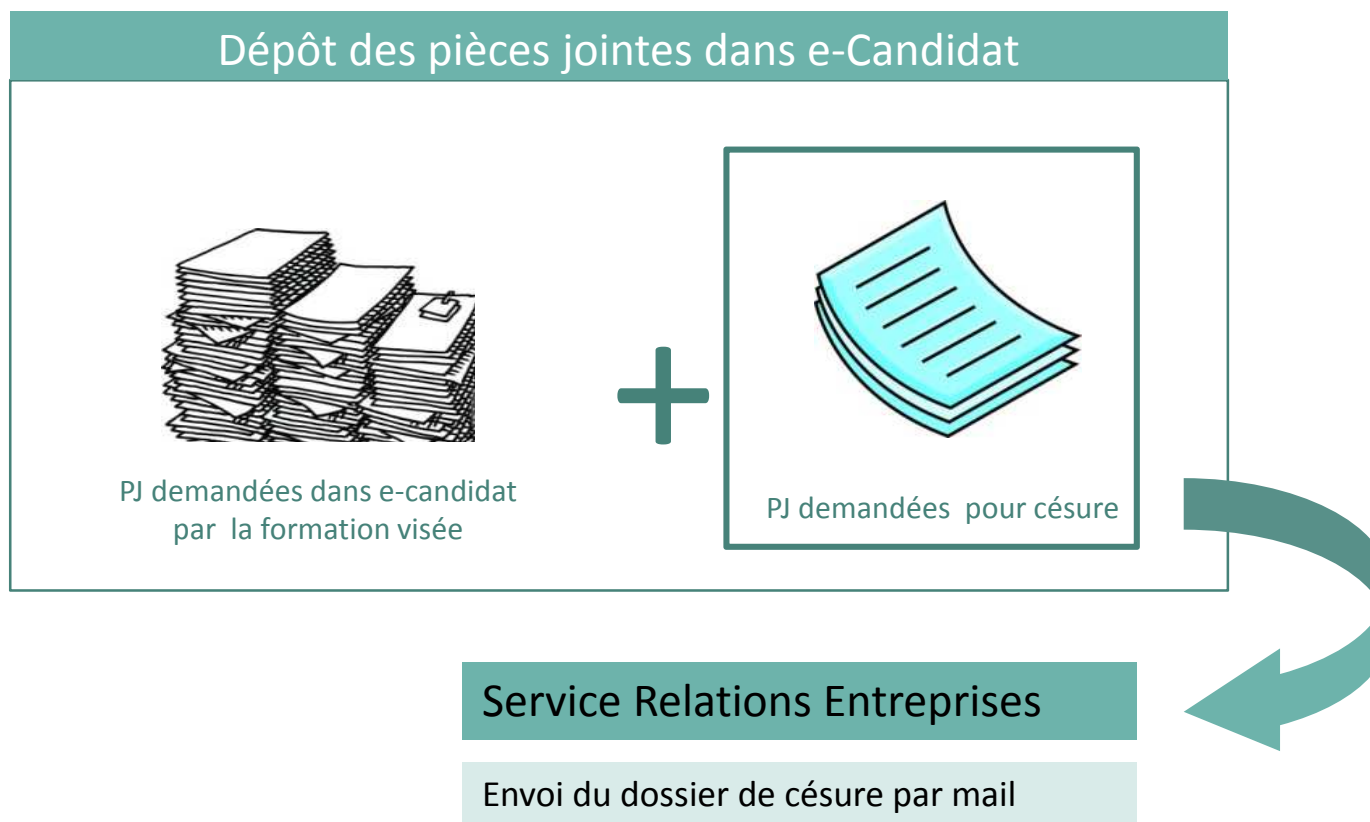 Dépôt des pièces jointes dans e-Candidat
PJ demandées dans e-candidat
par la formation visée
PJ demandées pour césure
Service Relations Entreprises
Envoi du dossier de césure par mail